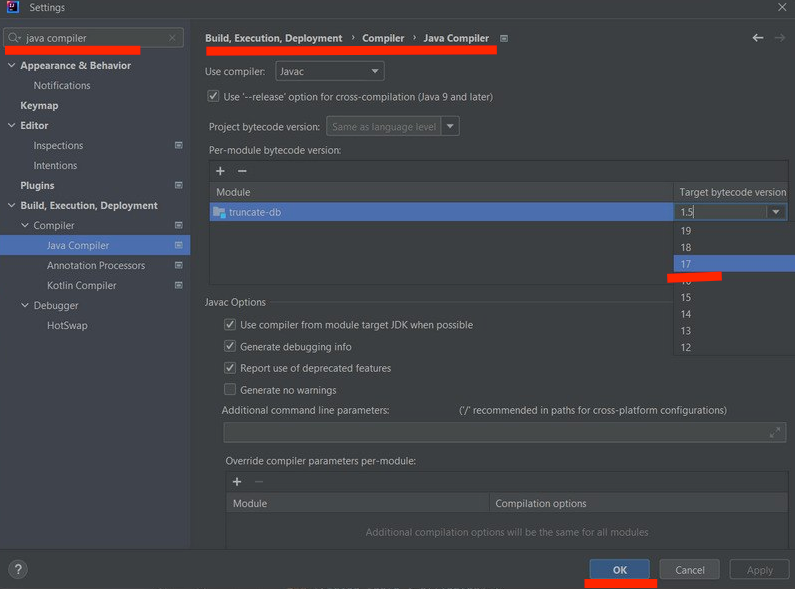 IJ
Settings
java compiler
Appearance & Behavior
Notifications
Keymap
Editor
Inspections
Intentions
Plugins
Build, Execution, Deployment
Compiler
Java Compiler
Annotation Processors
Kotlin Compiler
Debugger
HotSwap
Build, Execution, Deployment › Compiler › Java Compiler
Use compiler: Javac
Use '--release' option for cross-compilation (Java 9 and later)
Project bytecode version: Same as language level
Per-module bytecode version:
+ −
Module Target bytecode version
truncate-db 1.5
19
18
17
16
15
14
13
12
Javac Options
Use compiler from module target JDK when possible
Generate debugging info
Report use of deprecated features
Generate no warnings
Additional command line parameters: ('/' recommended in paths for cross-platform configurations)
Override compiler parameters per-module:
+ −
Module Compilation options
Additional compilation options will be the same for all modules
? OK Cancel Apply